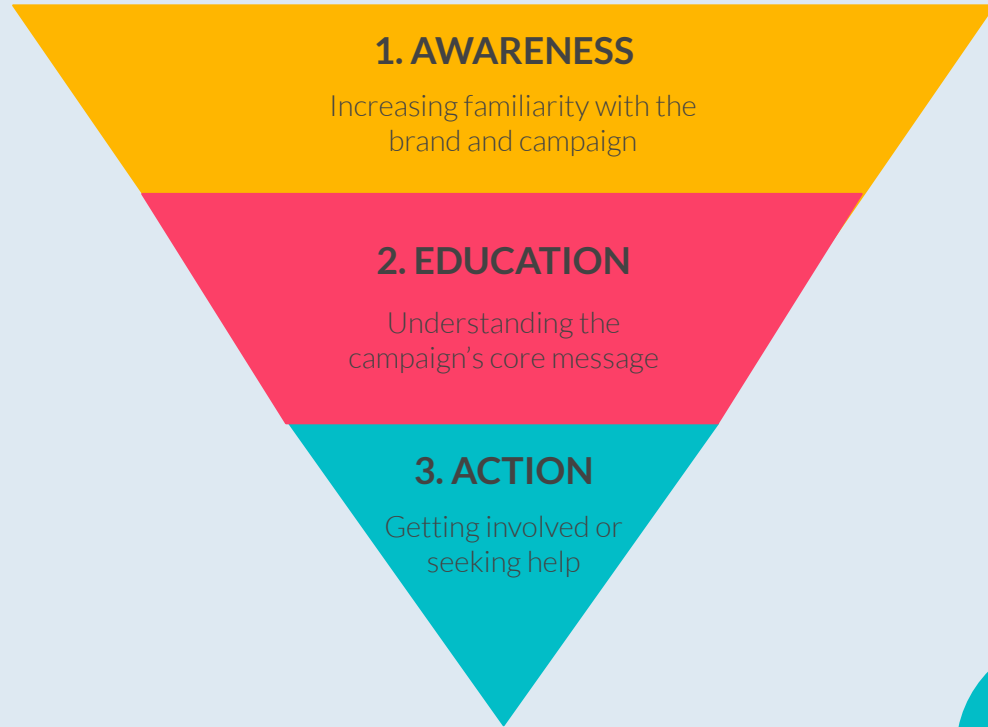 1. AWARENESS
Increasing familiarity with the
brand and campaign
2. EDUCATION
Understanding the
campaign’s core message
3. ACTION
Getting involved or
seeking help